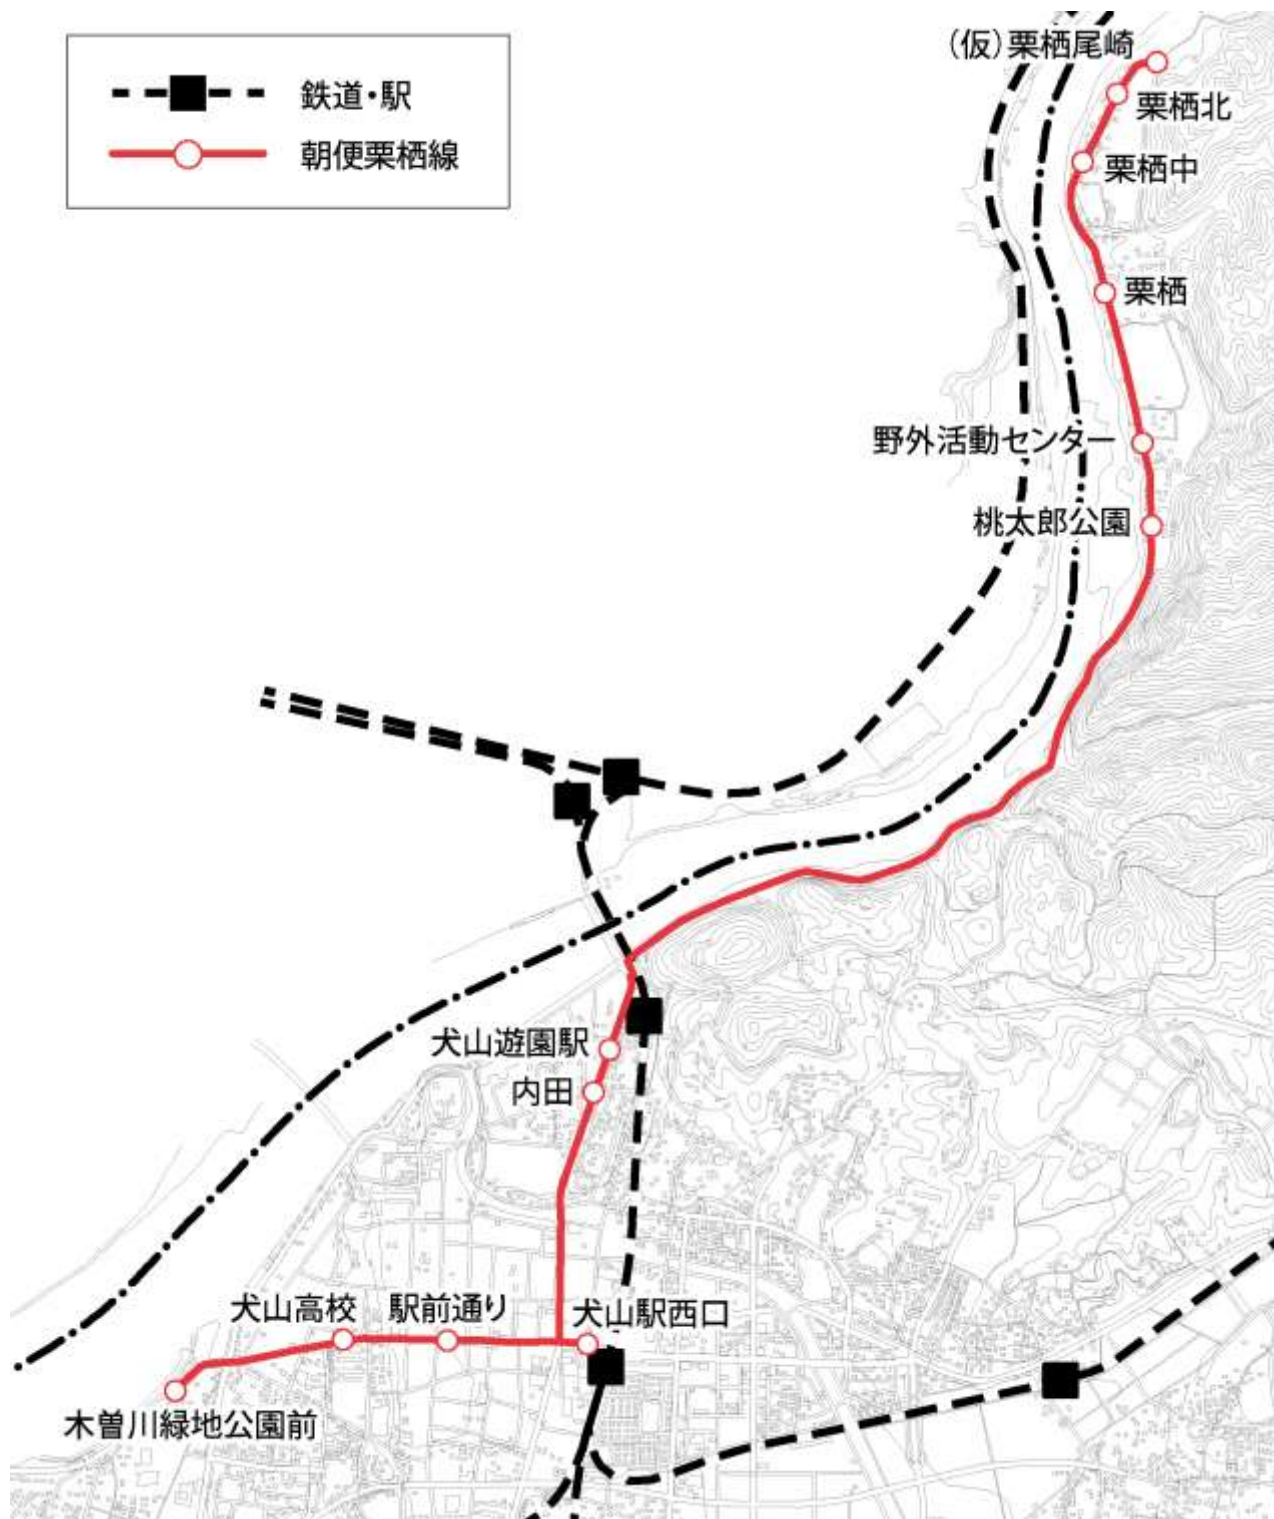 鉄道・駅
朝便栗栖線
（仮）栗栖尾崎
栗栖北
栗栖中
栗栖
野外活動センター
桃太郎公園
犬山遊園駅
内田
犬山高校
駅前通り
犬山駅西口
木曽川緑地公園前